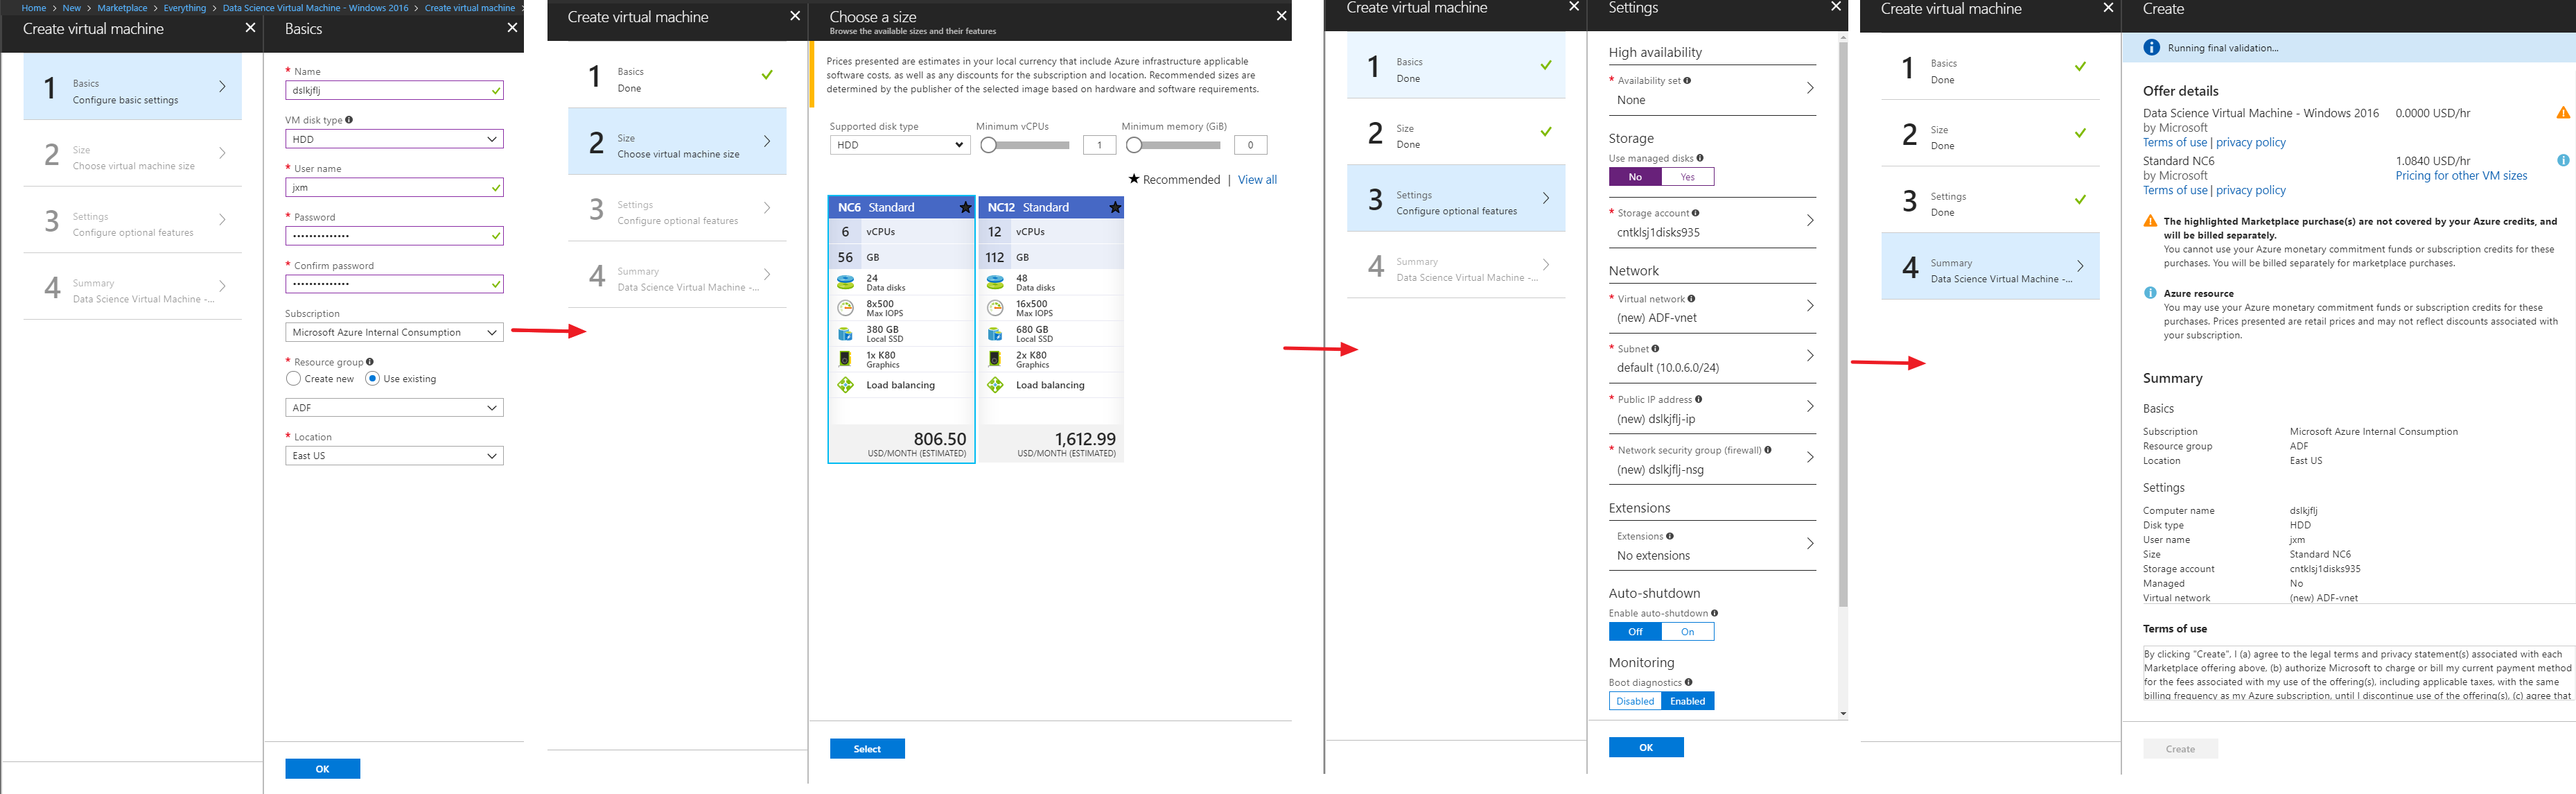 Home > New > Marketplace > Everything > Data Science Virtual Machine - Windows 2016 > Create virtual machine >
Create virtual machine
1
Basics
Configure basic settings
2
Size
Choose virtual machine size
3
Settings
Configure optional features
4
Summary
Data Science Virtual Machine -...
Basics
* Name
dslkjflj
VM disk type
HDD
* User name
jxm
* Password
••••••••••••••
* Confirm password
••••••••••••••
Subscription
Microsoft Azure Internal Consumption
* Resource group
Create new Use existing
ADF
* Location
East US
OK
Create virtual machine
1
Basics
Done
2
Size
Choose virtual machine size
3
Settings
Configure optional features
4
Summary
Data Science Virtual Machine -...
Choose a size
Browse the available sizes and their features
Prices presented are estimates in your local currency that include Azure infrastructure applicable
software costs, as well as any discounts for the subscription and location. Recommended sizes are
determined by the publisher of the selected image based on hardware and software requirements.
Supported disk type Minimum vCPUs Minimum memory (GiB)
HDD 1 0
★ Recommended | View all
NC6 Standard
6 vCPUs
56 GB
24
Data disks
8x500
Max IOPS
380 GB
Local SSD
1x K80
Graphics
Load balancing
806.50
USD/MONTH (ESTIMATED)
NC12 Standard
12 vCPUs
112 GB
48
Data disks
16x500
Max IOPS
680 GB
Local SSD
2x K80
Graphics
Load balancing
1,612.99
USD/MONTH (ESTIMATED)
Select
Create virtual machine
1
Basics
Done
2
Size
Done
3
Settings
Configure optional features
4
Summary
Data Science Virtual Machine -...
Settings
High availability
* Availability set
None
Storage
Use managed disks
No Yes
* Storage account
cntklsj1disks935
Network
* Virtual network
(new) ADF-vnet
* Subnet
default (10.0.6.0/24)
* Public IP address
(new) dslkjflj-ip
* Network security group (firewall)
(new) dslkjflj-nsg
Extensions
Extensions
No extensions
Auto-shutdown
Enable auto-shutdown
Off On
Monitoring
Boot diagnostics
Disabled Enabled
OK
Create virtual machine
1
Basics
Done
2
Size
Done
3
Settings
Done
4
Summary
Data Science Virtual Machine -...
Create
Running final validation...
Offer details
Data Science Virtual Machine - Windows 2016 0.0000 USD/hr
by Microsoft
Terms of use | privacy policy
Standard NC6 1.0840 USD/hr
by Microsoft Pricing for other VM sizes
Terms of use | privacy policy
The highlighted Marketplace purchase(s) are not covered by your Azure credits, and
will be billed separately.
You cannot use your Azure monetary commitment funds or subscription credits for these
purchases. You will be billed separately for marketplace purchases.
Azure resource
You may use your Azure monetary commitment funds or subscription credits for these
purchases. Prices presented are retail prices and may not reflect discounts associated with
your subscription.
Summary
Basics
Subscription Microsoft Azure Internal Consumption
Resource group ADF
Location East US
Settings
Computer name dslkjflj
Disk type HDD
User name jxm
Size Standard NC6
Storage account cntklsj1disks935
Managed No
Virtual network (new) ADF-vnet
Terms of use
By clicking "Create", I (a) agree to the legal terms and privacy statement(s) associated with each
Marketplace offering above, (b) authorize Microsoft to charge or bill my current payment method
for the fees associated with my use of the offering(s), including applicable taxes, with the same
billing frequency as my Azure subscription, until I discontinue use of the offering(s), (c) agree that
Create